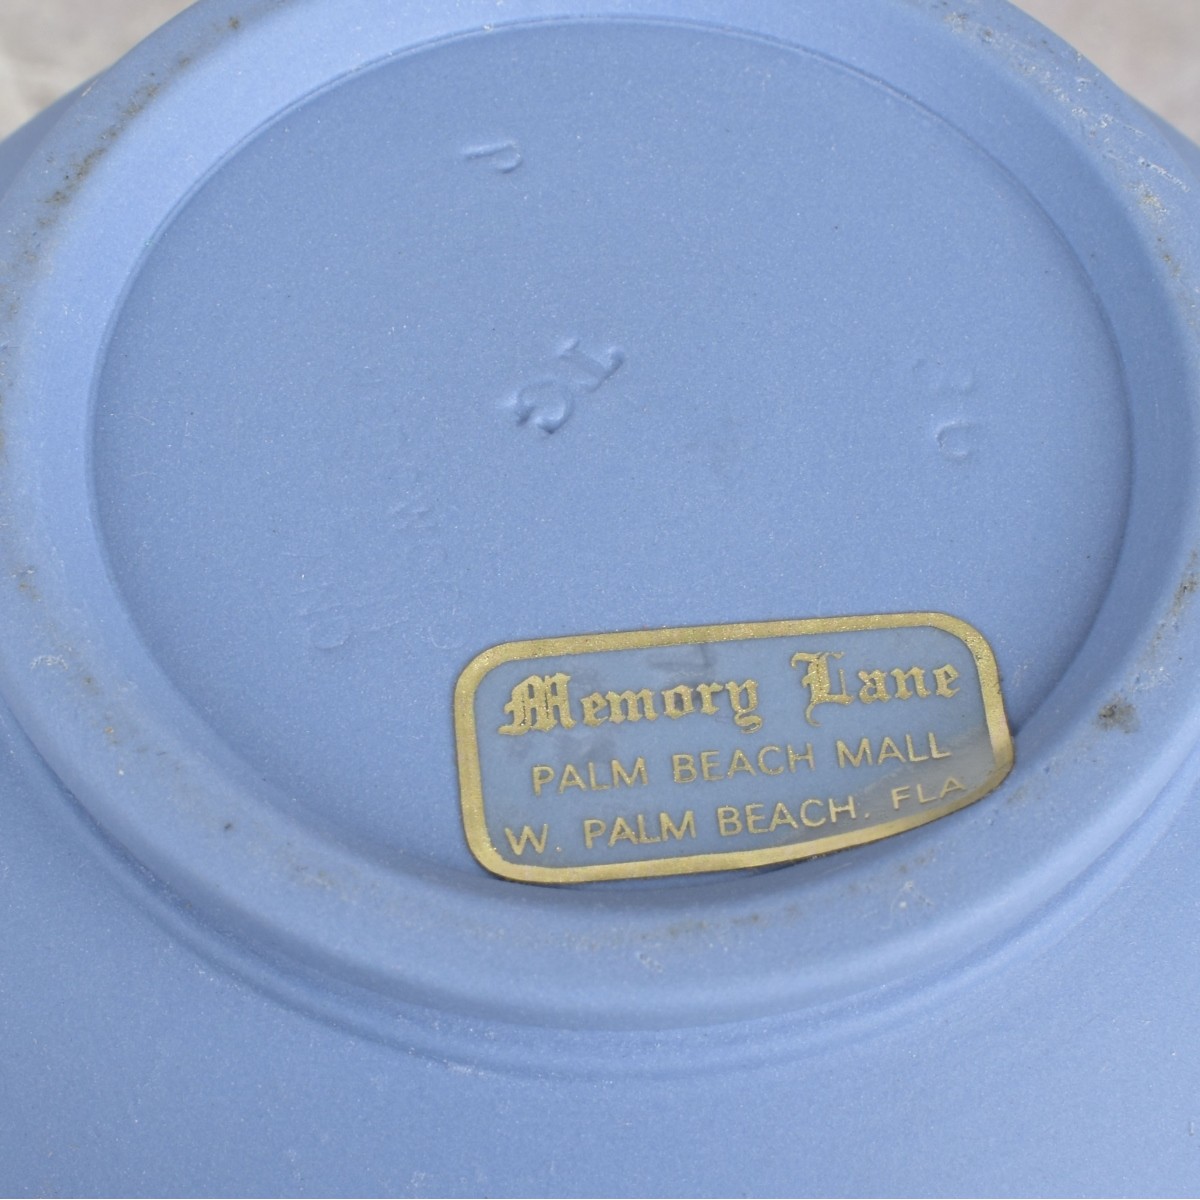 Memory Lane
PALM BEACH MALL
W. PALM BEACH. FLA